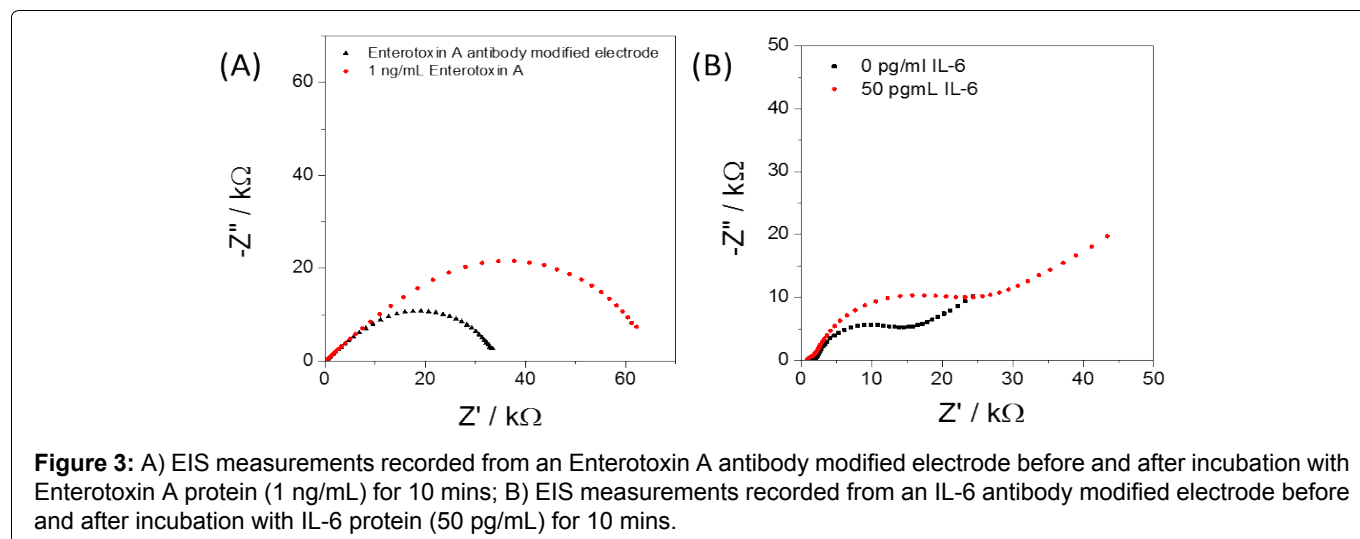 (A)
Enterotoxin A antibody modified electrode
1 ng/mL Enterotoxin A
60
40
20
0
-Z" / kΩ
0 20 40 60
Z' / kΩ
(B)
0 pg/ml IL-6
50 pgmL IL-6
50
40
30
20
10
0
-Z" / kΩ
0 10 20 30 40 50
Z' / kΩ
Figure 3: A) EIS measurements recorded from an Enterotoxin A antibody modified electrode before and after incubation with
Enterotoxin A protein (1 ng/mL) for 10 mins; B) EIS measurements recorded from an IL-6 antibody modified electrode before
and after incubation with IL-6 protein (50 pg/mL) for 10 mins.